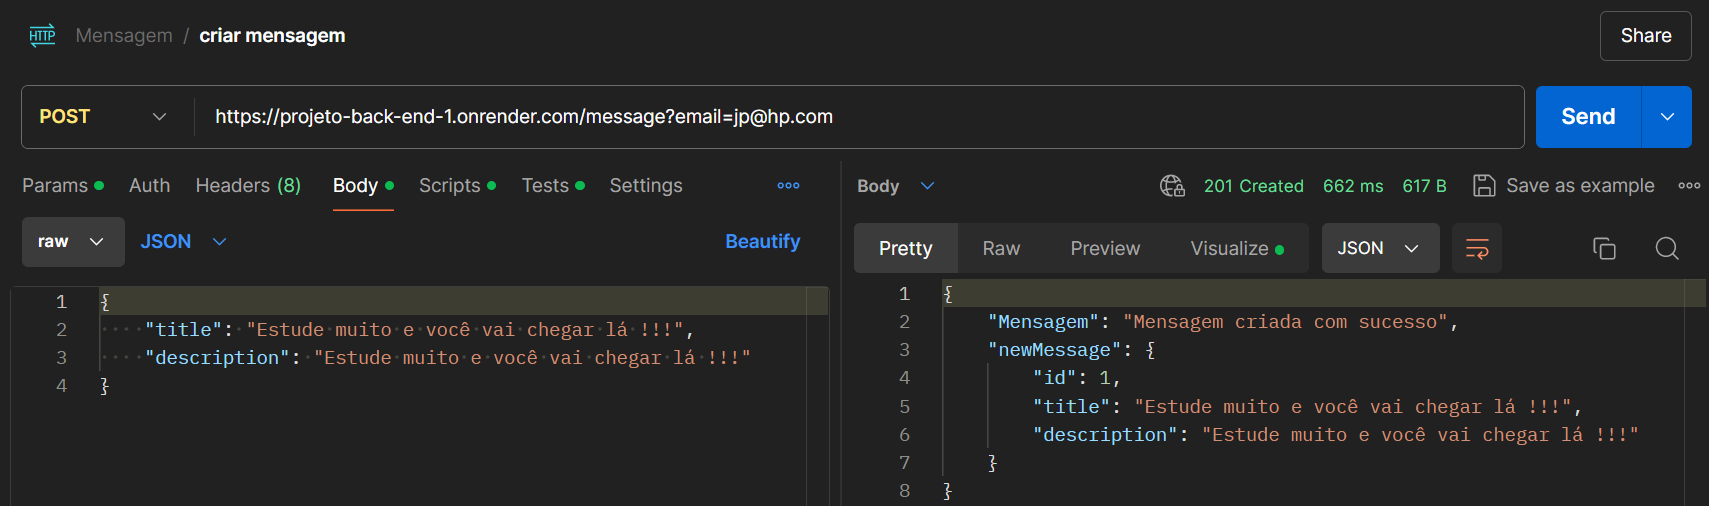 HTTP Mensagem / criar mensagem Share
POST https://projeto-back-end-1.onrender.com/message?email=jp@hp.com Send
Params Auth Headers (8) Body Scripts Tests Settings
raw JSON Beautify
1 {
2 "title": "Estude muito e você vai chegar lá !!!",
3 "description": "Estude muito e você vai chegar lá !!!"
4 }
Body 201 Created 662 ms 617 B Save as example
Pretty Raw Preview Visualize JSON
1 {
2 "Mensagem": "Mensagem criada com sucesso",
3 "newMessage": {
4 "id": 1,
5 "title": "Estude muito e você vai chegar lá !!!",
6 "description": "Estude muito e você vai chegar lá !!!"
7 }
8 }